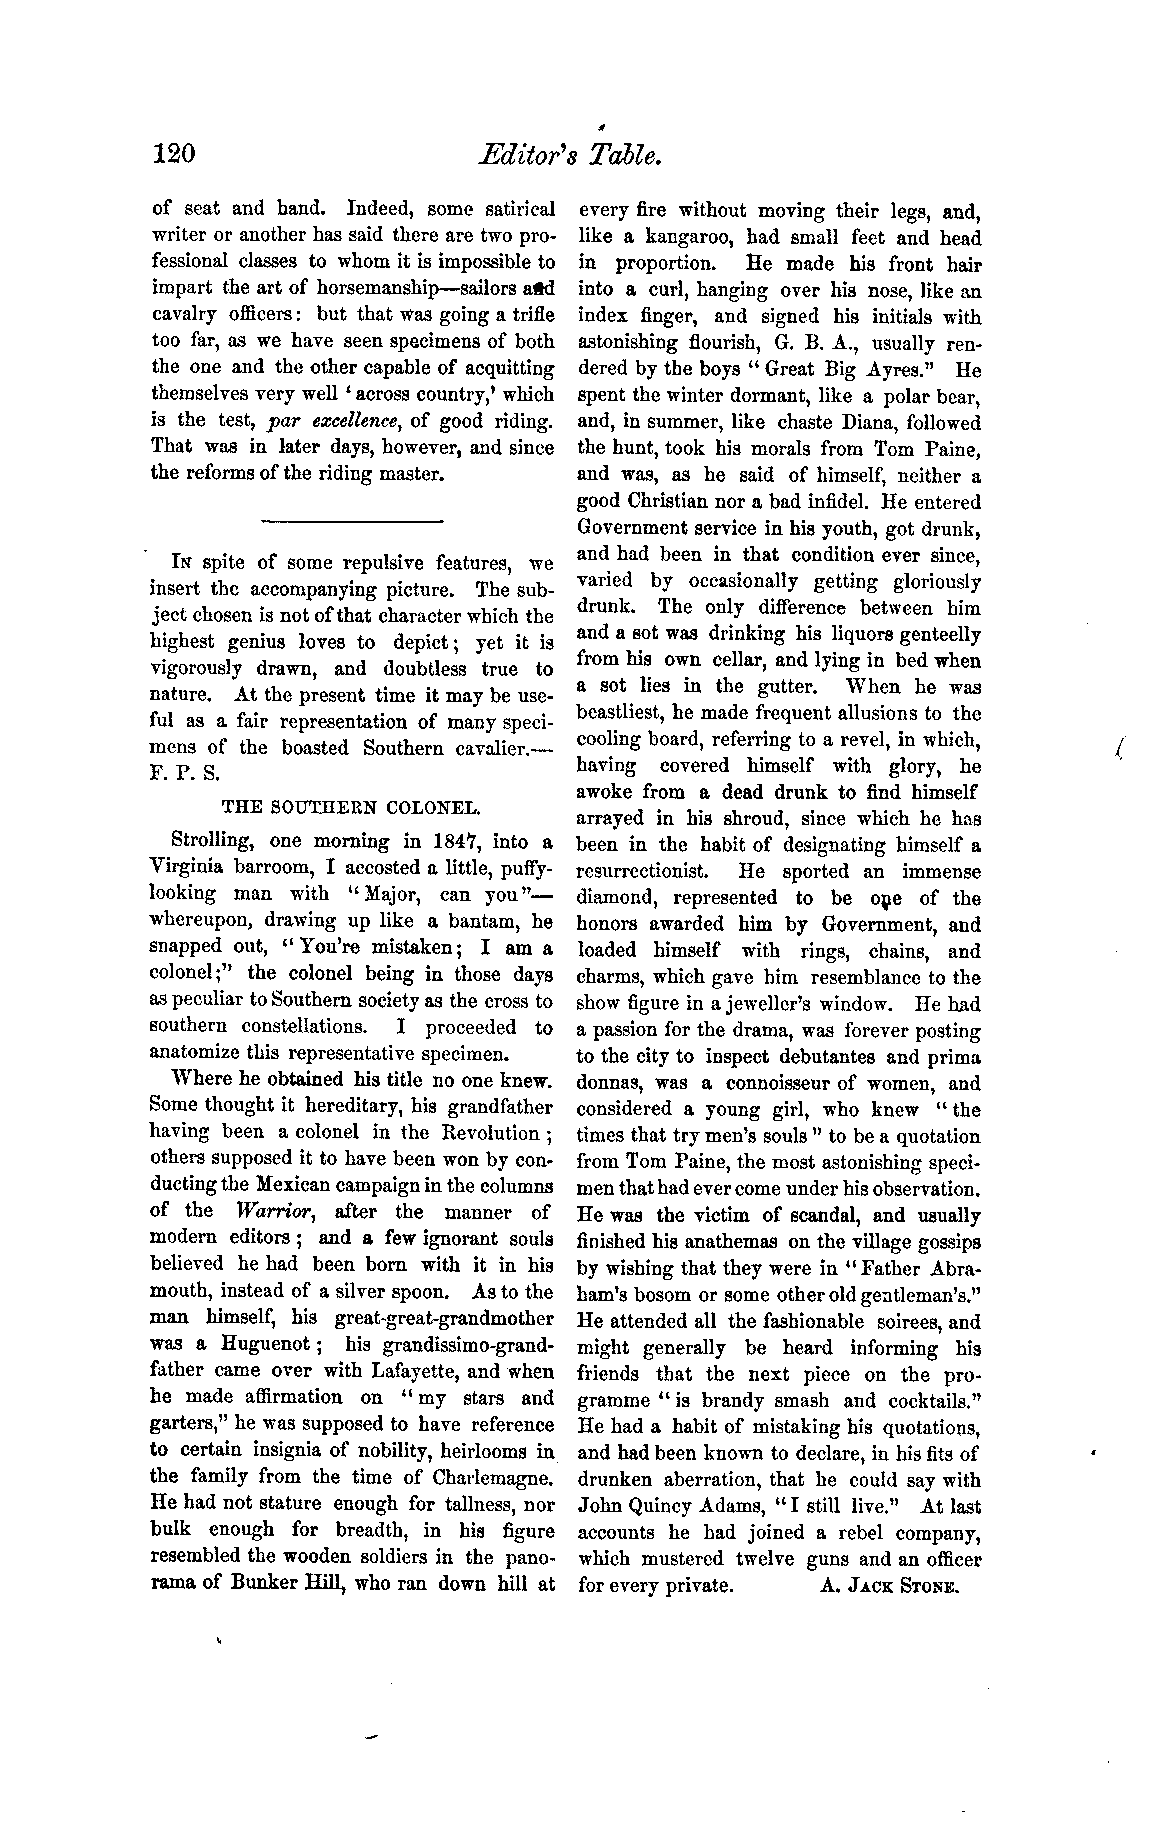 120
Editor's Table.
of seat and hand. Indeed, some satirical
writer or another has said there are two pro-
fessional classes to whom it is impossible to
impart the art of horsemanship—sailors and
cavalry officers: but that was going a trifle
too far, as we have seen specimens of both
the one and the other capable of acquitting
themselves very well 'across country,' which
is the test, par excellence, of good riding.
That was in later days, however, and since
the reforms of the riding master.
IN spite of some repulsive features, we
insert the accompanying picture. The sub-
ject chosen is not of that character which the
highest genius loves to depict; yet it is
vigorously drawn, and doubtless true to
nature. At the present time it may be use-
ful as a fair representation of many speci-
mens of the boasted Southern cavalier.—
F. P. S.
THE SOUTHERN COLONEL.
Strolling, one morning in 1847, into a
Virginia barroom, I accosted a little, puffy-
looking man with "Major, can you"—
whereupon, drawing up like a bantam, he
snapped out, "You're mistaken; I am a
colonel;" the colonel being in those days
as peculiar to Southern society as the cross to
southern constellations. I proceeded to
anatomize this representative specimen.
Where he obtained his title no one knew.
Some thought it hereditary, his grandfather
having been a colonel in the Revolution;
others supposed it to have been won by con-
ducting the Mexican campaign in the columns
of the Warrior, after the manner of
modern editors; and a few ignorant souls
believed he had been born with it in his
mouth, instead of a silver spoon. As to the
man himself, his great-great-grandmother
was a Huguenot; his grandissimo-grand-
father came over with Lafayette, and when
he made affirmation on "my stars and
garters," he was supposed to have reference
to certain insignia of nobility, heirlooms in
the family from the time of Charlemagne.
He had not stature enough for tallness, nor
bulk enough for breadth, in his figure
resembled the wooden soldiers in the pano-
rama of Bunker Hill, who ran down hill at
every fire without moving their legs, and,
like a kangaroo, had small feet and head
in proportion. He made his front hair
into a curl, hanging over his nose, like an
index finger, and signed his initials with
astonishing flourish, G. B. A., usually ren-
dered by the boys "Great Big Ayres." He
spent the winter dormant, like a polar bear,
and, in summer, like chaste Diana, followed
the hunt, took his morals from Tom Paine,
and was, as he said of himself, neither a
good Christian nor a bad infidel. He entered
Government service in his youth, got drunk,
and had been in that condition ever since,
varied by occasionally getting gloriously
drunk. The only difference between him
and a sot was drinking his liquors genteelly
from his own cellar, and lying in bed when
a sot lies in the gutter. When he was
beastliest, he made frequent allusions to the
cooling board, referring to a revel, in which,
having covered himself with glory, he
awoke from a dead drunk to find himself
arrayed in his shroud, since which he has
been in the habit of designating himself a
resurrectionist. He sported an immense
diamond, represented to be one of the
honors awarded him by Government, and
loaded himself with rings, chains, and
charms, which gave him resemblance to the
show figure in a jeweller's window. He had
a passion for the drama, was forever posting
to the city to inspect debutantes and prima
donnas, was a connoisseur of women, and
considered a young girl, who knew "the
times that try men's souls" to be a quotation
from Tom Paine, the most astonishing speci-
men that had ever come under his observation.
He was the victim of scandal, and usually
finished his anathemas on the village gossips
by wishing that they were in "Father Abra-
ham's bosom or some other old gentleman's."
He attended all the fashionable soirees, and
might generally be heard informing his
friends that the next piece on the pro-
gramme "is brandy smash and cocktails."
He had a habit of mistaking his quotations,
and had been known to declare, in his fits of
drunken aberration, that he could say with
John Quincy Adams, "I still live." At last
accounts he had joined a rebel company,
which mustered twelve guns and an officer
for every private. A. JACK STONE.